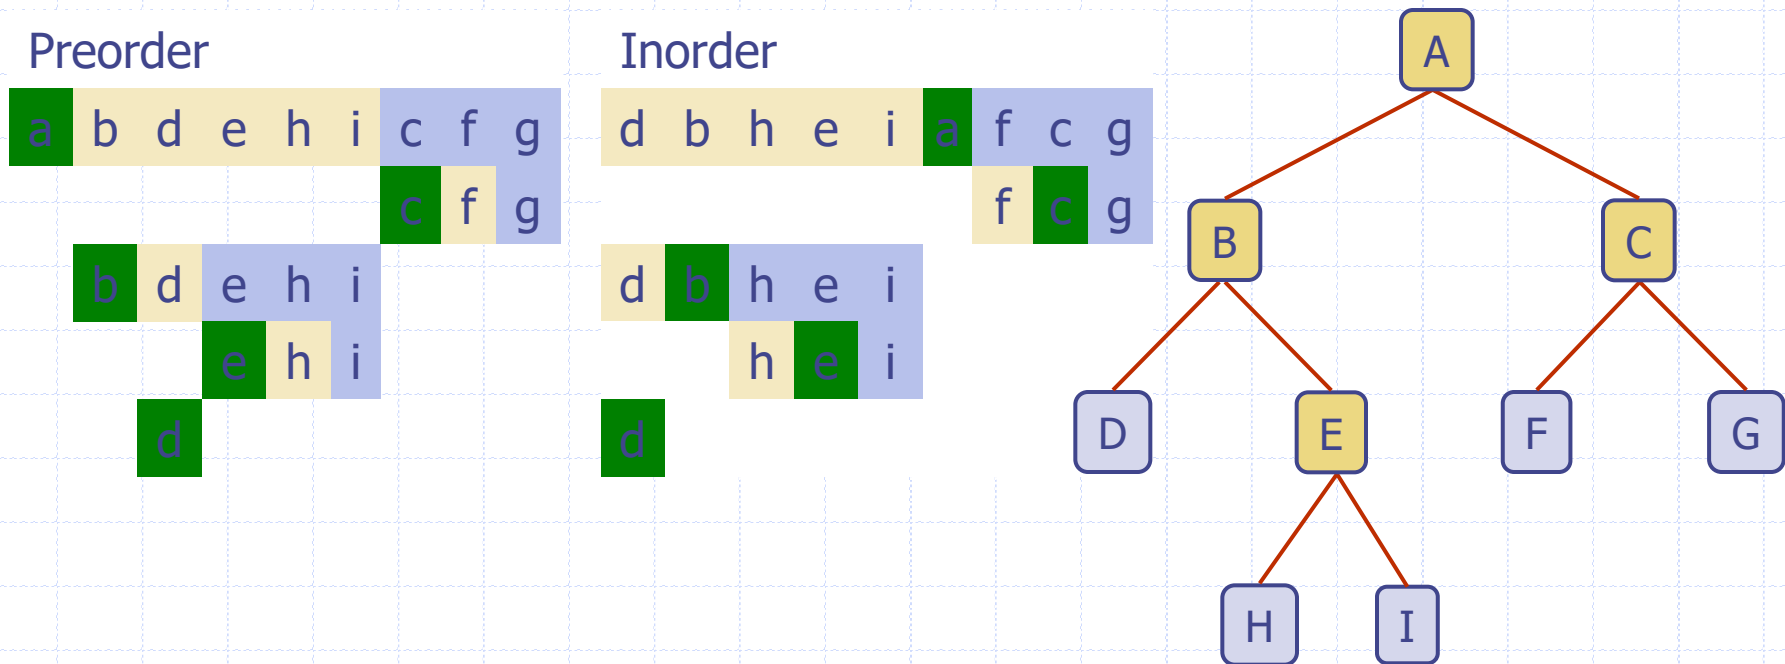 Preorder
a b d e h i c f g
c f g
b d e h i
e h i
d
Inorder
d b h e i a f c g
f c g
d b h e i
h e i
d
A
B C
D E F G
H I